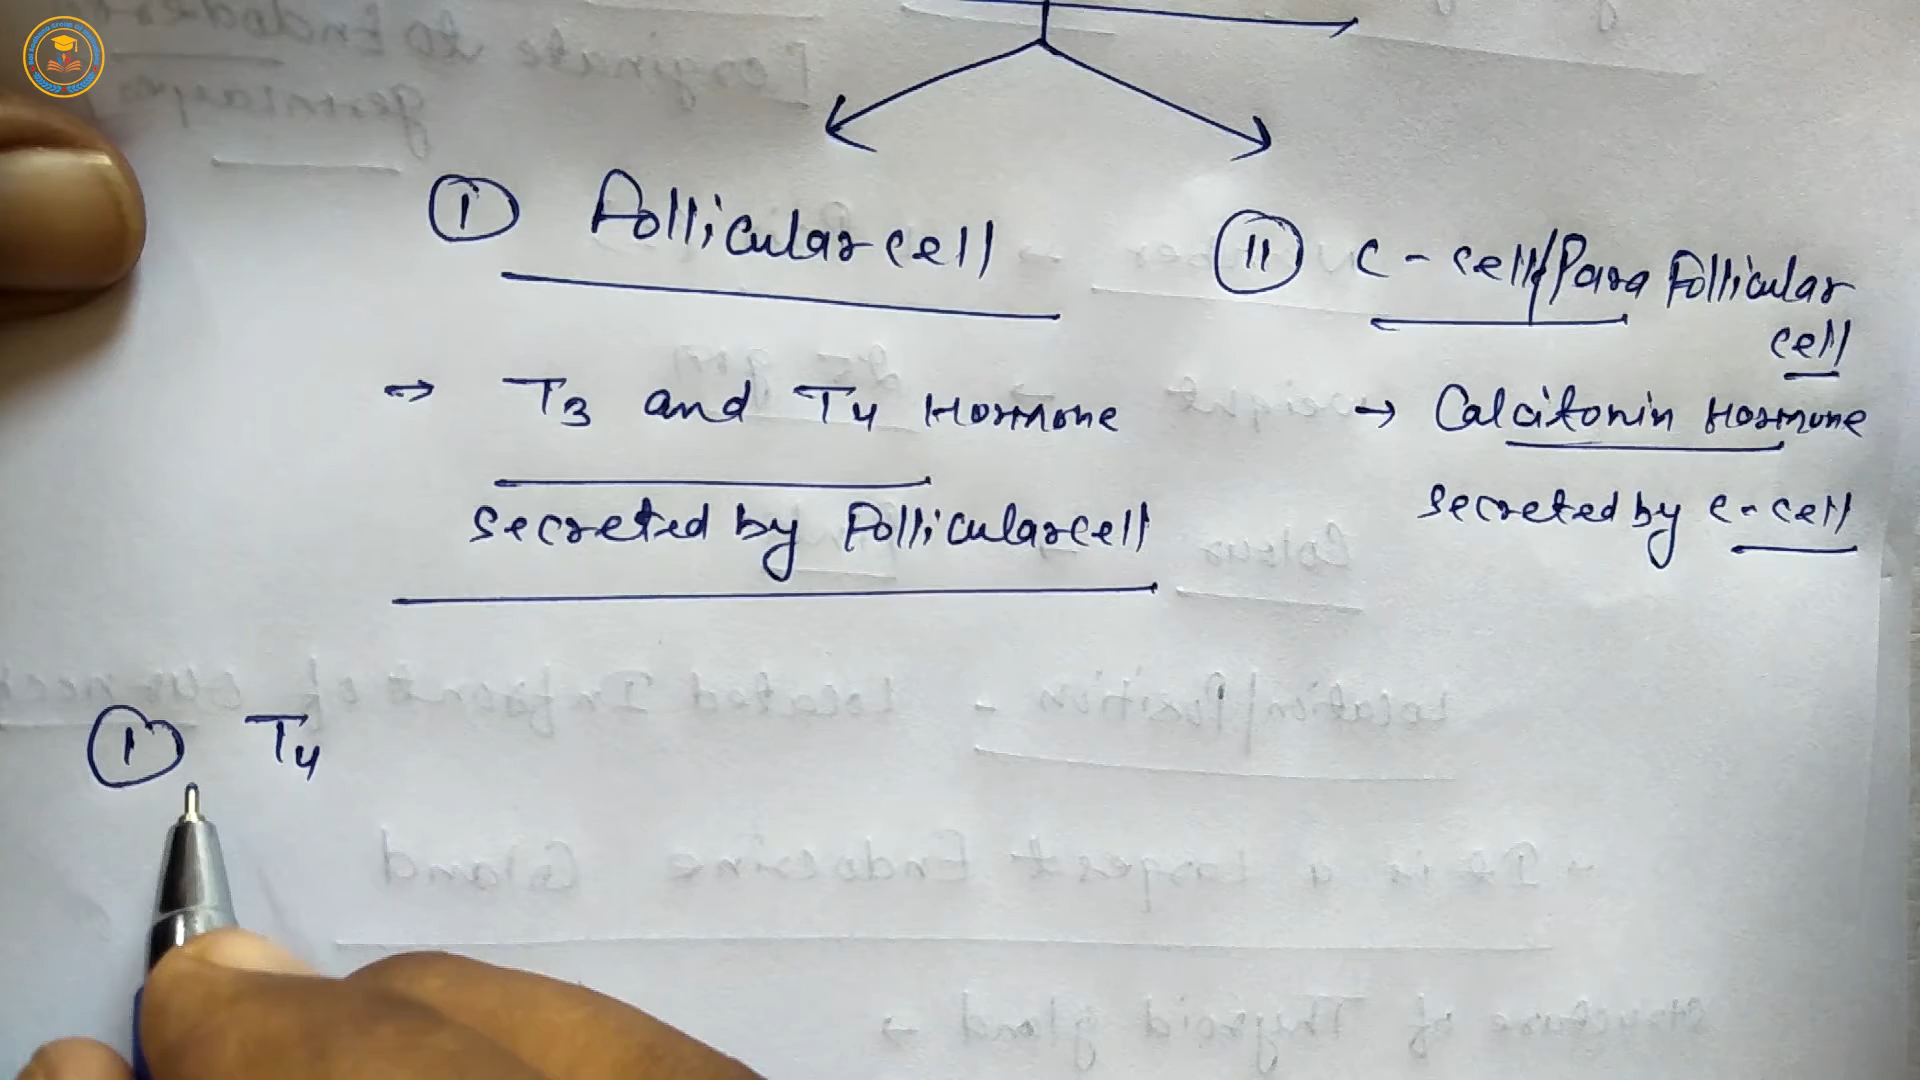 I Follicular cell
II C-cell/Para Follicular
cell
→ T3 and T4 Hormone
secreted by Follicular cell
→ Calcitonin Hormone
secreted by c-cell
I T4